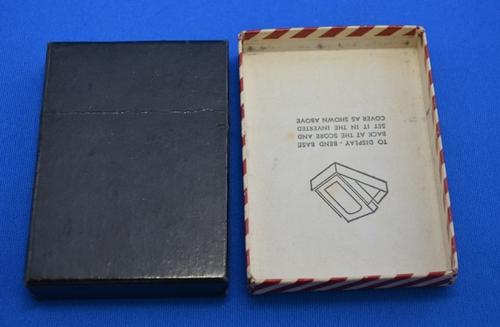 TO DISPLAY - BEND BASE
BACK AT THE SCORE AND
SET IT IN THE INVERTED
COVER AS SHOWN ABOVE